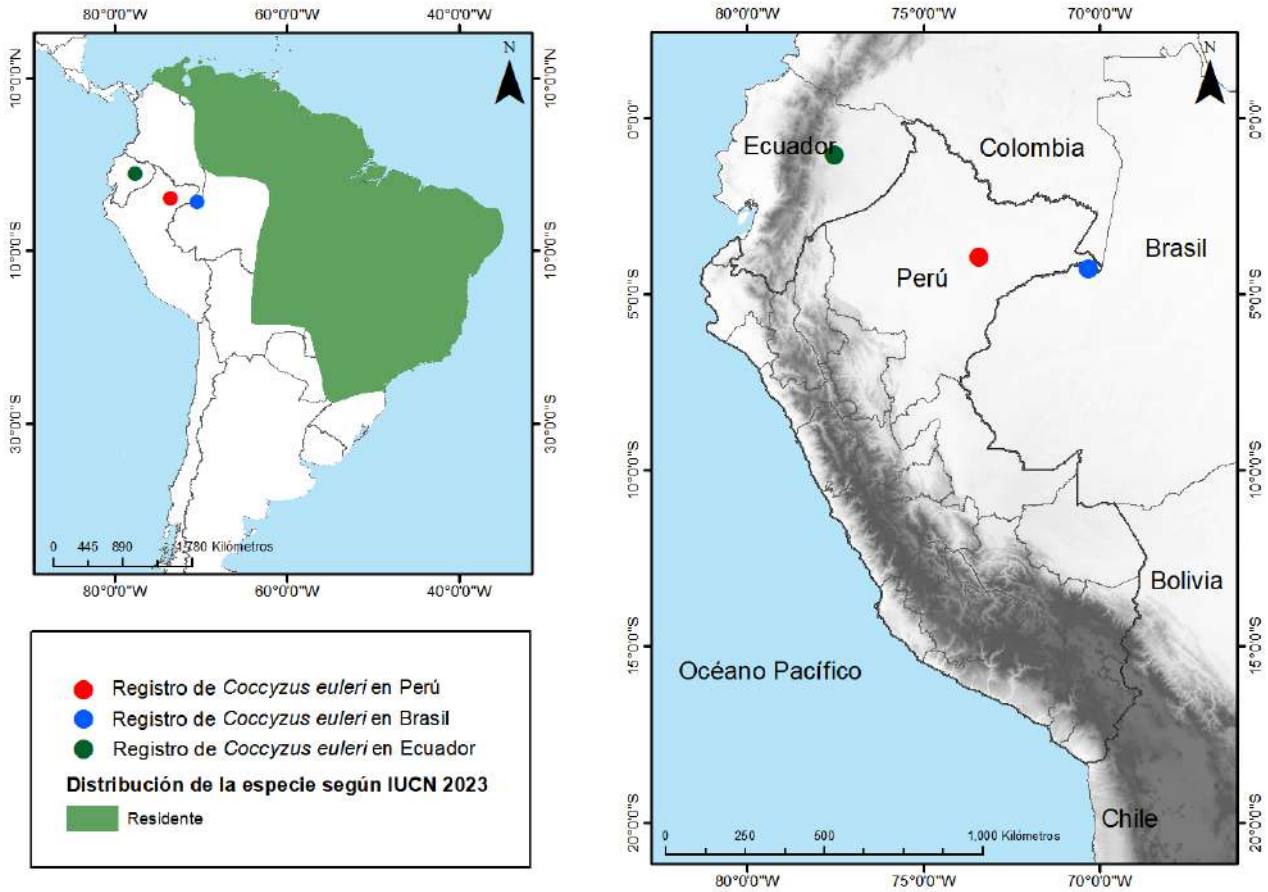 80°0'0"W 60°0'0"W 40°0'0"W
N
10°0'0"N 10°0'0"N
10°0'0"S 10°0'0"S
30°0'0"S 30°0'0"S
0 445 890 1,780 Kilómetros
80°0'0"W 60°0'0"W 40°0'0"W
Registro de Coccyzus euleri en Perú
Registro de Coccyzus euleri en Brasil
Registro de Coccyzus euleri en Ecuador
Distribución de la especie según IUCN 2023
Residente
80°0'0"W 75°0'0"W 70°0'0"W
N
0°0'0"S 0°0'0"S
Ecuador
Colombia
Brasil
Perú
5°0'0"S 5°0'0"S
10°0'0"S 10°0'0"S
Bolivia
15°0'0"S 15°0'0"S
Océano Pacífico
Chile
20°0'0"S 20°0'0"S
0 250 500 1,000 Kilómetros
80°0'0"W 75°0'0"W 70°0'0"W